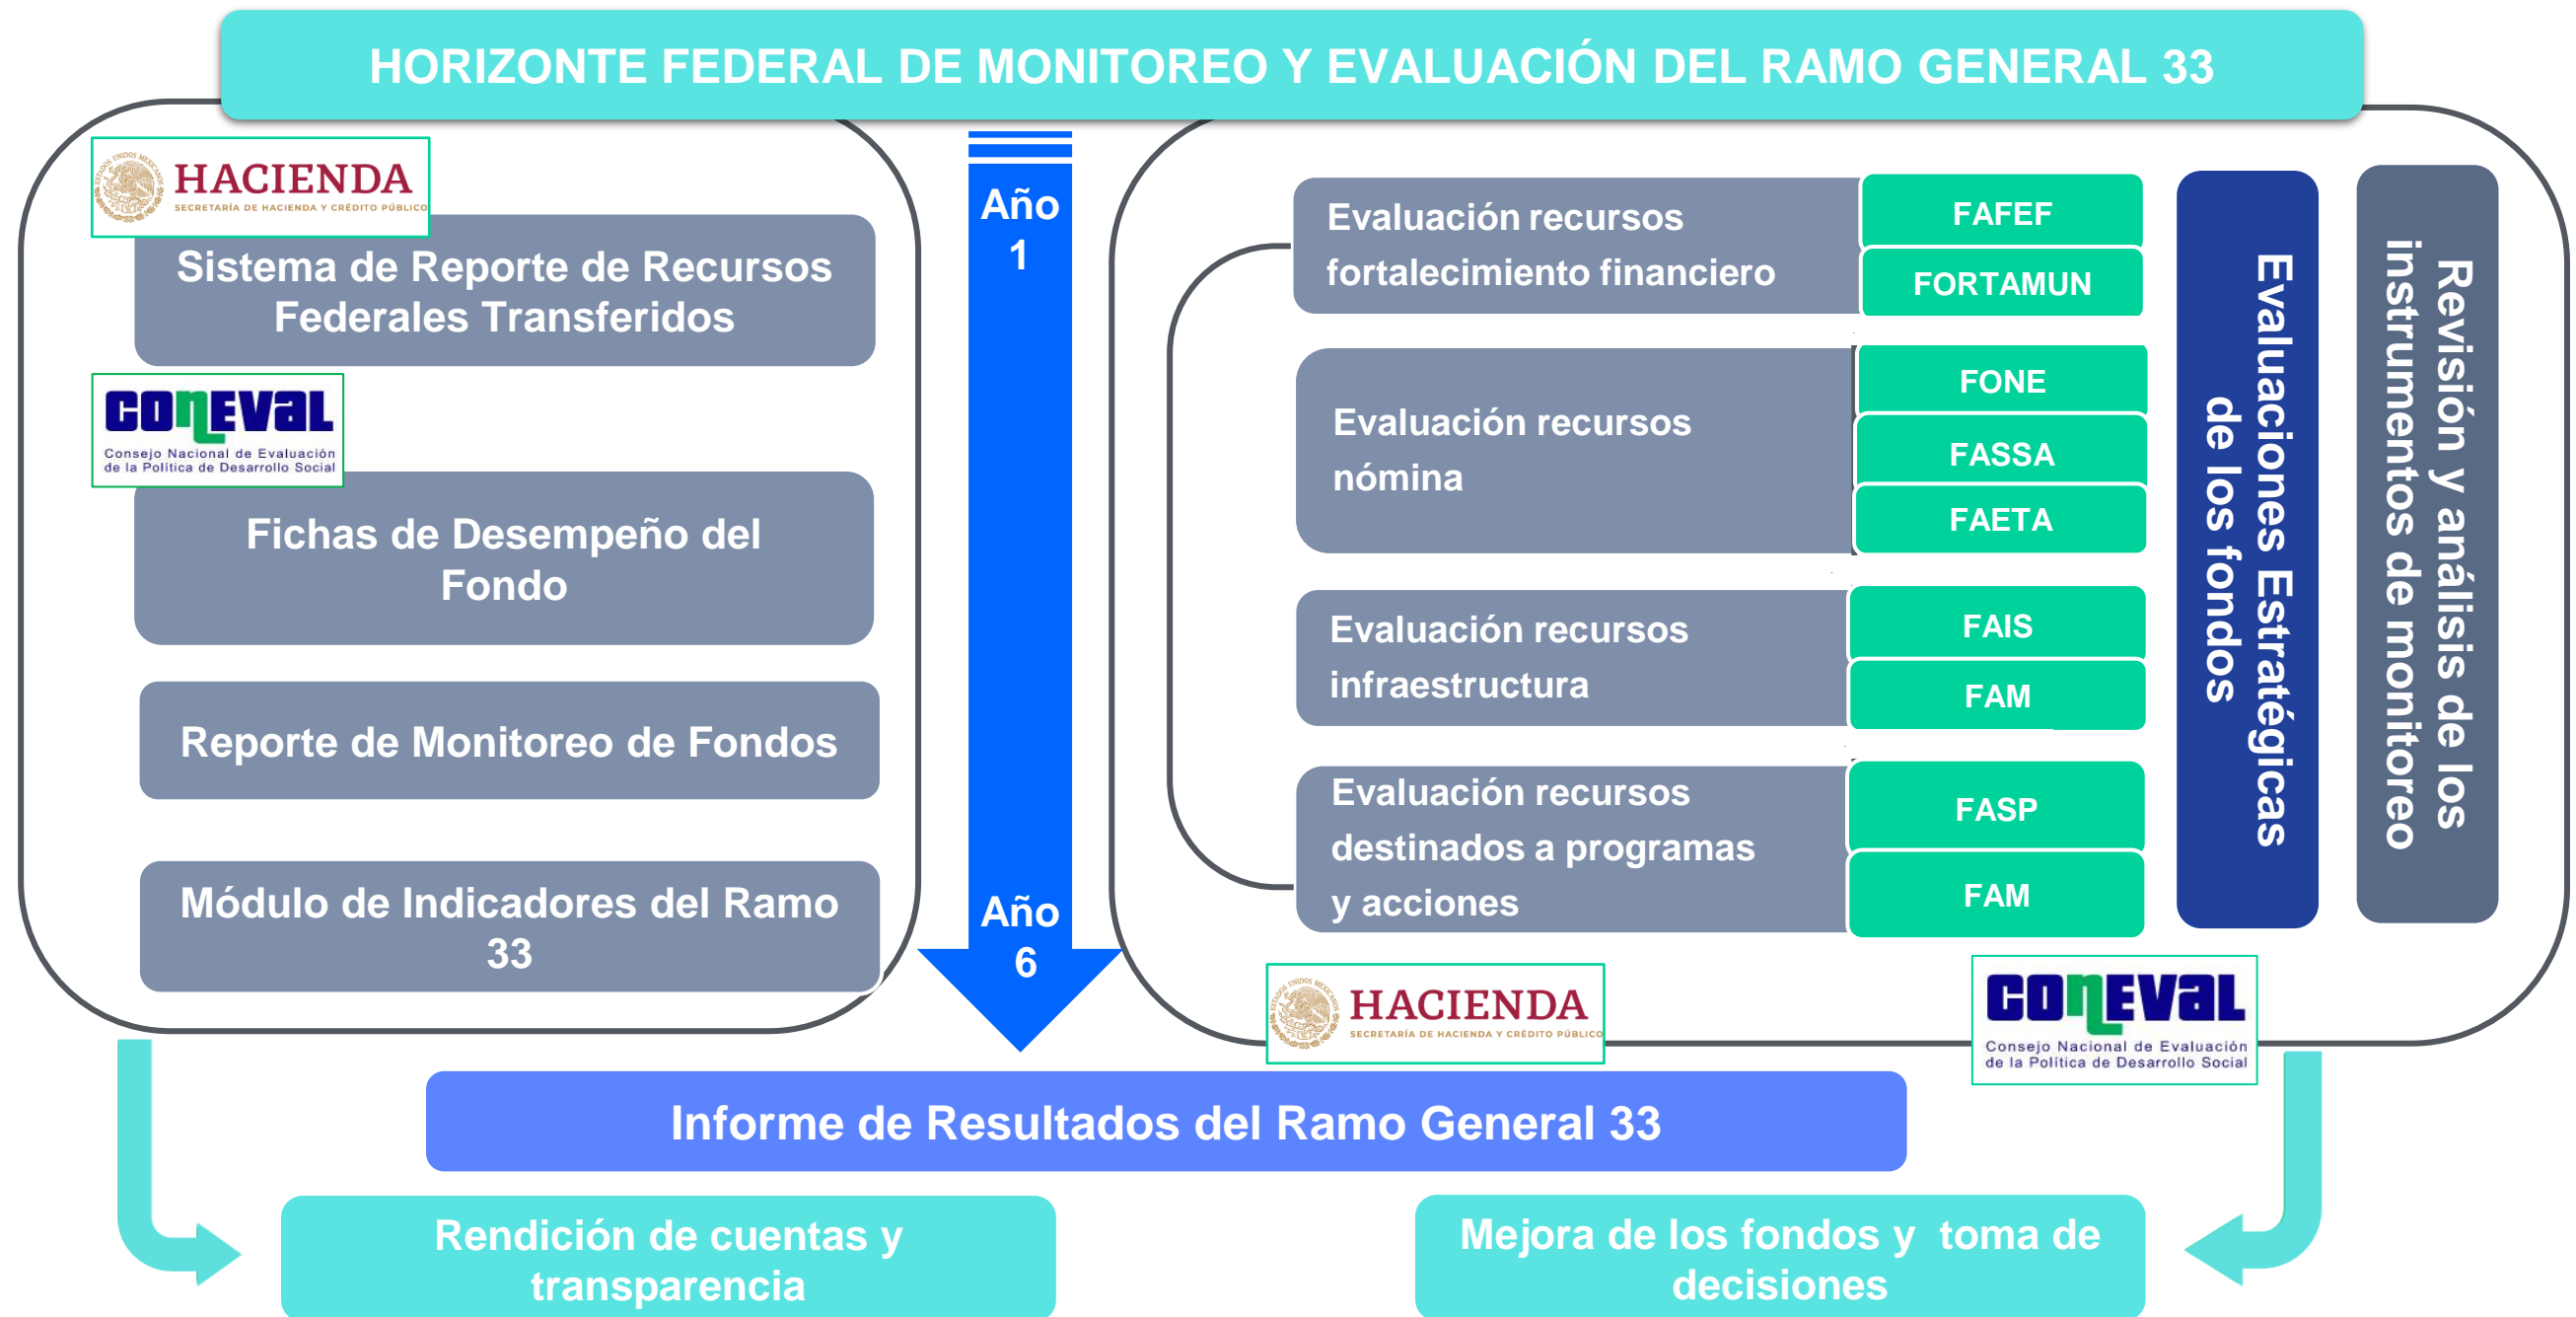 HORIZONTE FEDERAL DE MONITOREO Y EVALUACIÓN DEL RAMO GENERAL 33
HACIENDA
SECRETARÍA DE HACIENDA Y CRÉDITO PÚBLICO
Sistema de Reporte de Recursos
Federales Transferidos
CONEVAL
Consejo Nacional de Evaluación
de la Política de Desarrollo Social
Fichas de Desempeño del
Fondo
Reporte de Monitoreo de Fondos
Módulo de Indicadores del Ramo
33
Año
1
Año
6
Evaluación recursos
fortalecimiento financiero
FAFEF
FORTAMUN
Evaluación recursos
nómina
FONE
FASSA
FAETA
Evaluación recursos
infraestructura
FAIS
FAM
Evaluación recursos
destinados a programas
y acciones
FASP
FAM
Evaluaciones Estratégicas
de los fondos
Revisión y análisis de los
instrumentos de monitoreo
HACIENDA
SECRETARÍA DE HACIENDA Y CRÉDITO PÚBLICO
CONEVAL
Consejo Nacional de Evaluación
de la Política de Desarrollo Social
Informe de Resultados del Ramo General 33
Rendición de cuentas y
transparencia
Mejora de los fondos y  toma de
decisiones